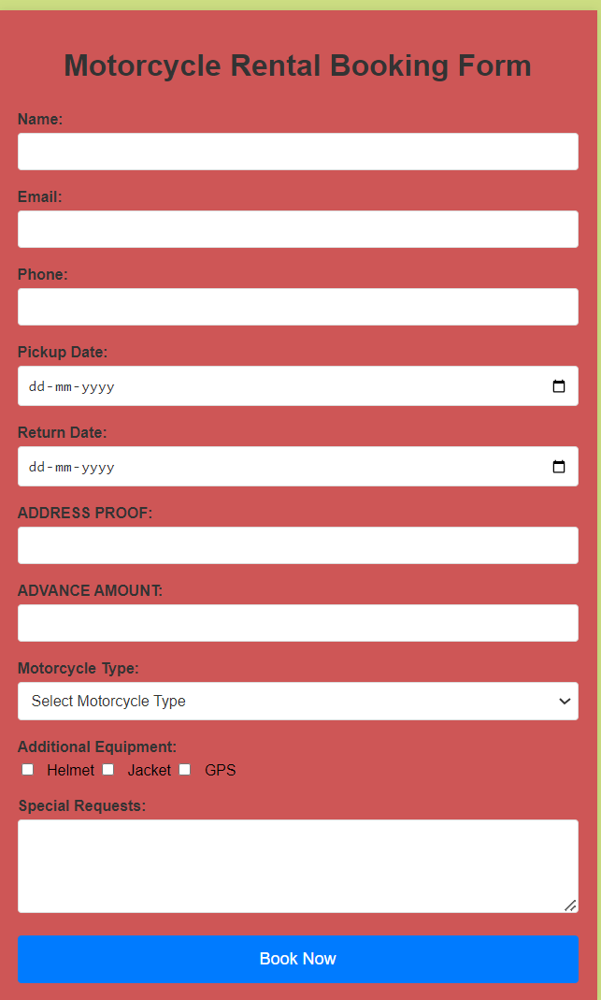 Motorcycle Rental Booking Form
Name:
Email:
Phone:
Pickup Date:
dd-mm-yyyy
Return Date:
dd-mm-yyyy
ADDRESS PROOF:
ADVANCE AMOUNT:
Motorcycle Type:
Select Motorcycle Type
Additional Equipment:
Helmet Jacket GPS
Special Requests:
Book Now